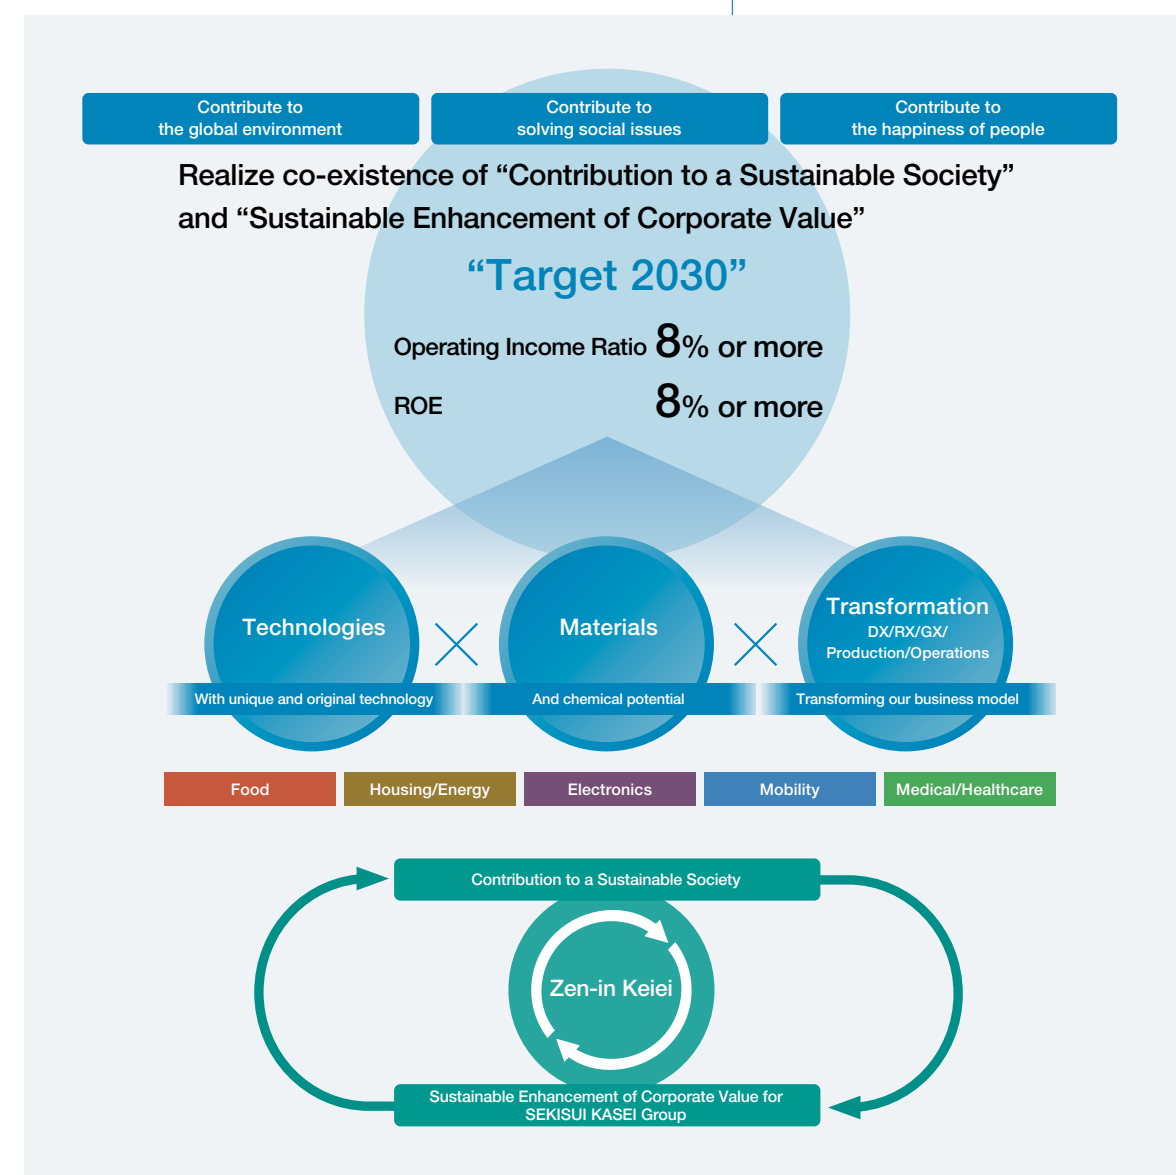 Contribute to
the global environment
Contribute to
solving social issues
Contribute to
the happiness of people
Realize co-existence of “Contribution to a Sustainable Society”
and “Sustainable Enhancement of Corporate Value”
“Target 2030”
Operating Income Ratio 8% or more
ROE 8% or more
Technologies
With unique and original technology
Materials
And chemical potential
Transformation
DX/RX/GX/
Production/Operations
Transforming our business model
Food
Housing/Energy
Electronics
Mobility
Medical/Healthcare
Contribution to a Sustainable Society
Zen-in Keiei
Sustainable Enhancement of Corporate Value for
SEKISUI KASEI Group